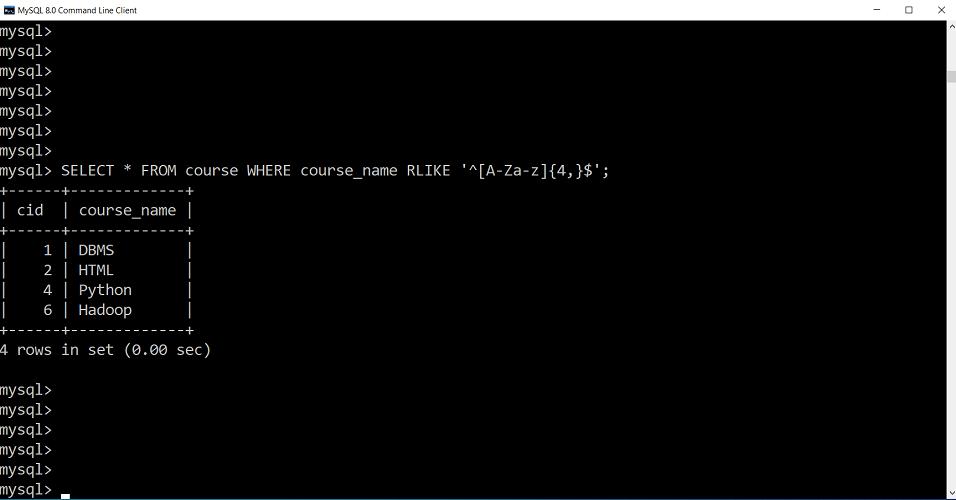 MySQL 8.0 Command Line Client
mysql>
mysql>
mysql>
mysql>
mysql>
mysql>
mysql>
mysql> SELECT * FROM course WHERE course_name RLIKE '^[A-Za-z]{4,}$';
+------+-------------+
| cid  | course_name |
+------+-------------+
|    1 | DBMS        |
|    2 | HTML        |
|    4 | Python      |
|    6 | Hadoop      |
+------+-------------+
4 rows in set (0.00 sec)
mysql>
mysql>
mysql>
mysql>
mysql>
mysql>